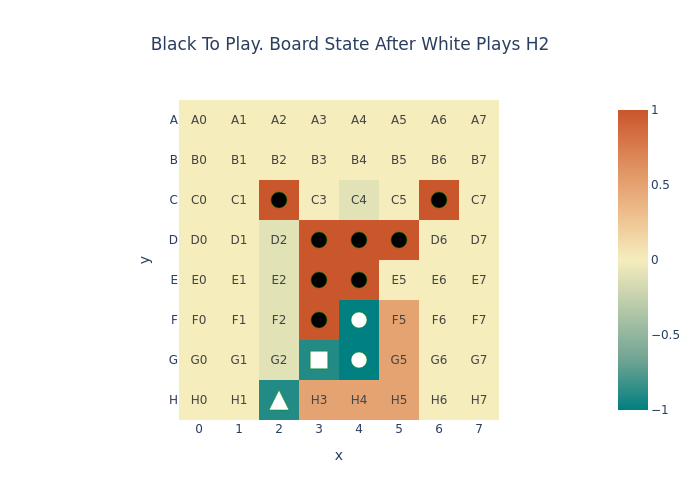 Black To Play. Board State After White Plays H2
A A0 A1 A2 A3 A4 A5 A6 A7
B B0 B1 B2 B3 B4 B5 B6 B7
C C0 C1 C3 C4 C5 C7
D D0 D1 D2 D6 D7
E E0 E1 E2 E5 E6 E7
F F0 F1 F2 F5 F6 F7
G G0 G1 G2 G5 G6 G7
H H0 H1 H3 H4 H5 H6 H7
0 1 2 3 4 5 6 7
x
y
1
0.5
0
−0.5
−1